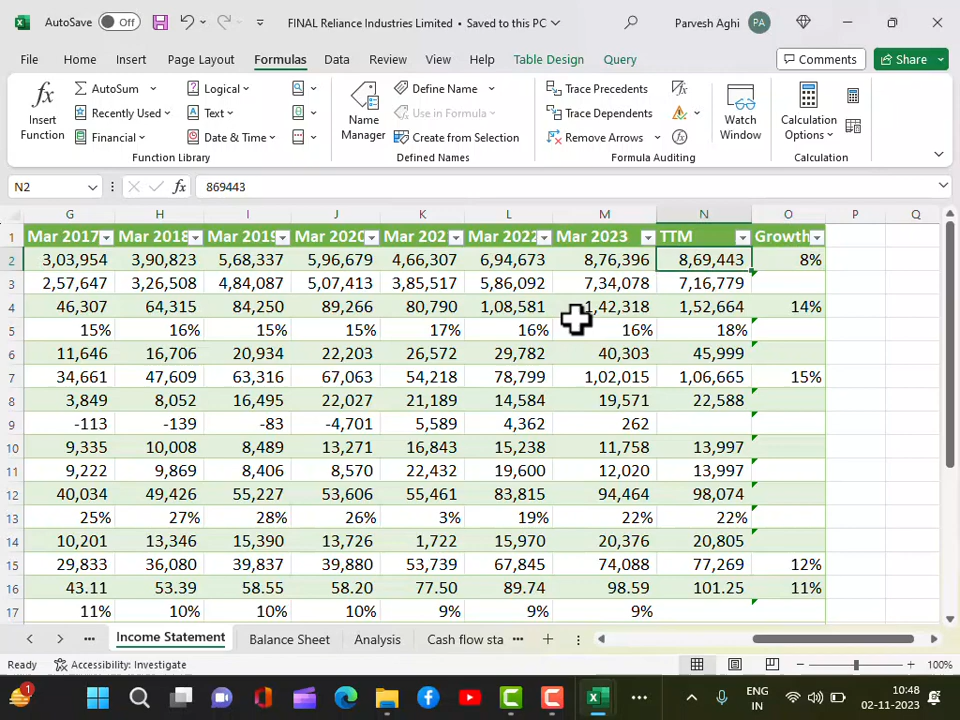 AutoSave Off FINAL Reliance Industries Limited • Saved to this PC Parvesh Aghi PA
File Home Insert Page Layout Formulas Data Review View Help Table Design Query Comments Share
Insert Function
AutoSum
Recently Used
Financial
Logical
Text
Date & Time
Function Library
Name Manager
Define Name
Use in Formula
Create from Selection
Defined Names
Trace Precedents
Trace Dependents
Remove Arrows
Formula Auditing
Watch Window
Calculation Options
Calculation
N2 fx 869443
G H I J K L M N O P Q
1 Mar 2017 Mar 2018 Mar 2019 Mar 2020 Mar 202 Mar 2022 Mar 2023 TTM Growth
2 3,03,954 3,90,823 5,68,337 5,96,679 4,66,307 6,94,673 8,76,396 8,69,443 8%
3 2,57,647 3,26,508 4,84,087 5,07,413 3,85,517 5,86,092 7,34,078 7,16,779
4 46,307 64,315 84,250 89,266 80,790 1,08,581 1,42,318 1,52,664 14%
5 15% 16% 15% 15% 17% 16% 16% 18%
6 11,646 16,706 20,934 22,203 26,572 29,782 40,303 45,999
7 34,661 47,609 63,316 67,063 54,218 78,799 1,02,015 1,06,665 15%
8 3,849 8,052 16,495 22,027 21,189 14,584 19,571 22,588
9 -113 -139 -83 -4,701 5,589 4,362 262
10 9,335 10,008 8,489 13,271 16,843 15,238 11,758 13,997
11 9,222 9,869 8,406 8,570 22,432 19,600 12,020 13,997
12 40,034 49,426 55,227 53,606 55,461 83,815 94,464 98,074
13 25% 27% 28% 26% 3% 19% 22% 22%
14 10,201 13,346 15,390 13,726 1,722 15,970 20,376 20,805
15 29,833 36,080 39,837 39,880 53,739 67,845 74,088 77,269 12%
16 43.11 53.39 58.55 58.20 77.50 89.74 98.59 101.25 11%
17 11% 10% 10% 10% 9% 9% 9%
Income Statement Balance Sheet Analysis Cash flow sta
Ready Accessibility: Investigate 100%
1 ENG IN 10:48 02-11-2023